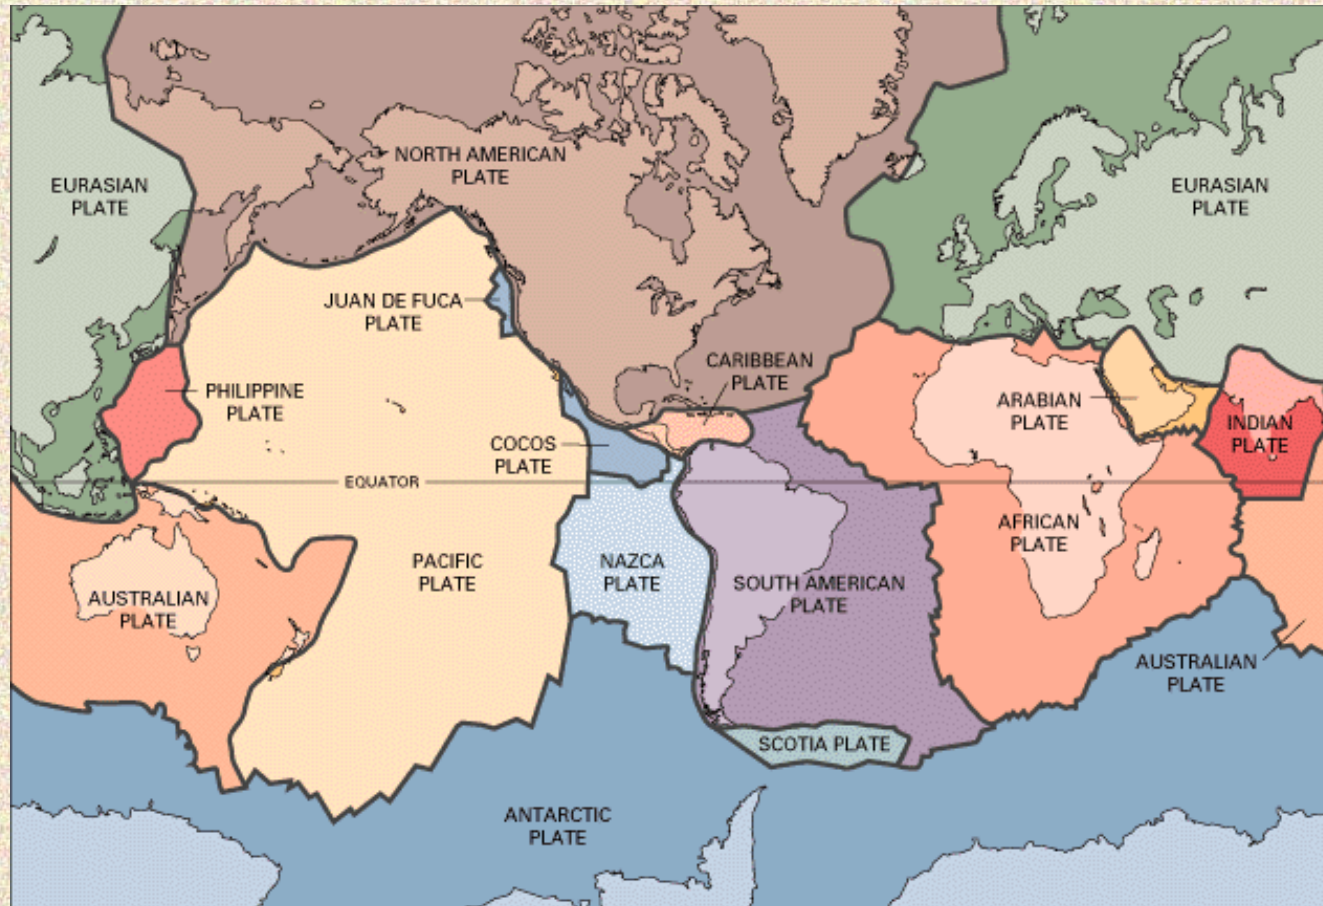 NORTH AMERICAN
PLATE
EURASIAN
PLATE
EURASIAN
PLATE
JUAN DE FUCA
PLATE
CARIBBEAN
PLATE
PHILIPPINE
PLATE
ARABIAN
PLATE
INDIAN
PLATE
COCOS
PLATE
EQUATOR
AFRICAN
PLATE
PACIFIC
PLATE
NAZCA
PLATE
SOUTH AMERICAN
PLATE
AUSTRALIAN
PLATE
AUSTRALIAN
PLATE
SCOTIA PLATE
ANTARCTIC
PLATE